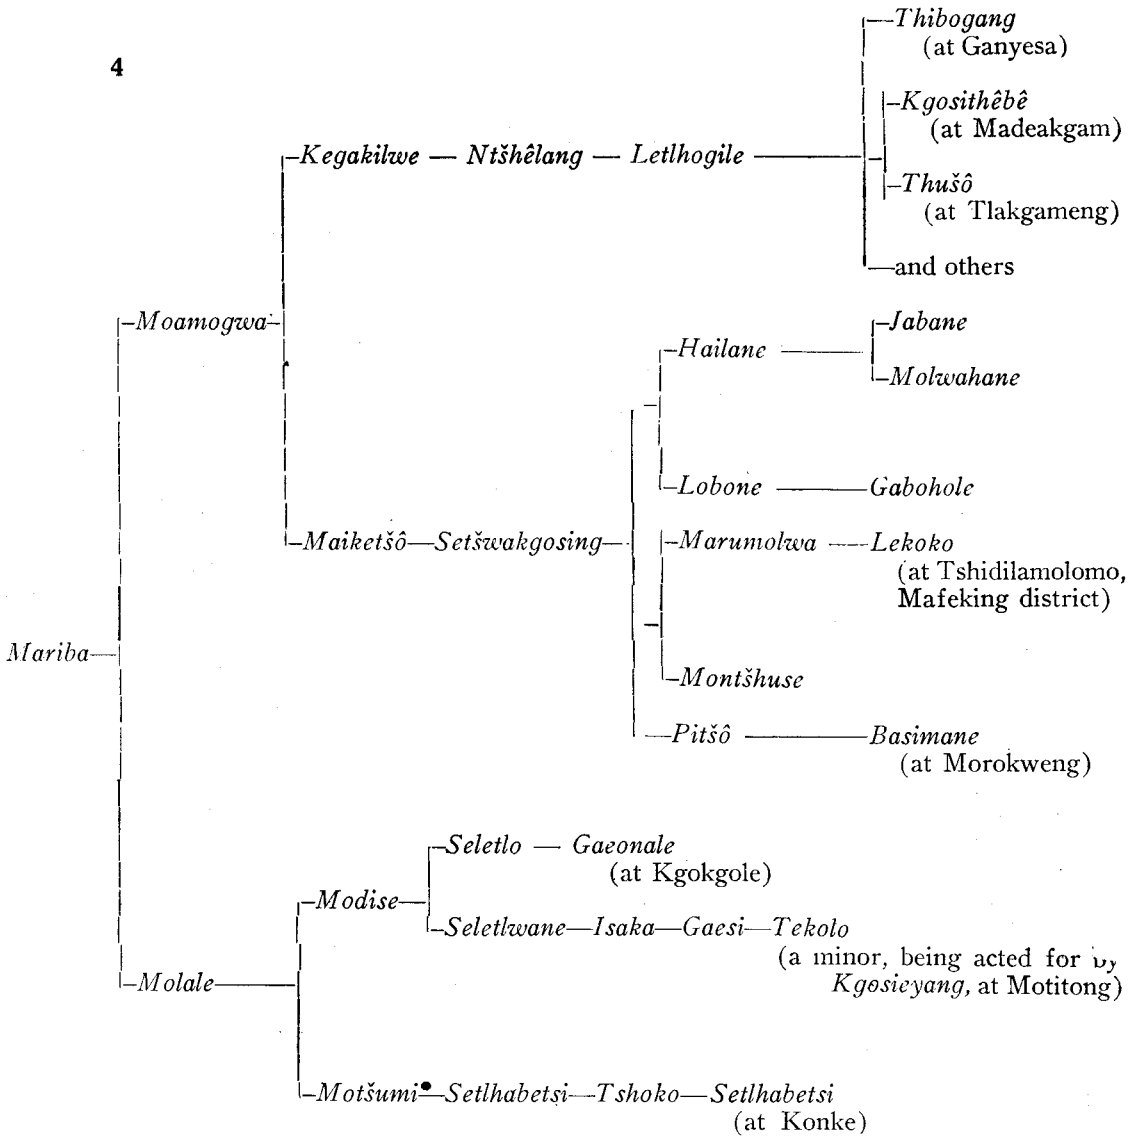 Thibogang
(at Ganyesa)
4
Kgosithêbê
(at Madeakgam)
Kegakilwe — Ntšhêlang — Letlhogile
Thušô
(at Tlakgameng)
and others
Moamogwa
Jabane
Hailane
Molwahane
Lobone — Gabohole
Maiketšô—Setšwakgosing
Marumolwa — Lekoko
(at Tshidilamolomo,
Mafeking district)
Mariba
Montšhuse
Pitšô — Basimane
(at Morokweng)
Seletlo — Gaeonale
(at Kgokgole)
Modise
Seletlwane—Isaka—Gaesi—Tekolo
(a minor, being acted for by
Molale
Kgosieyang, at Motitong)
Motšumi—Setlhabetsi—Tshoko—Setlhabetsi
(at Konke)